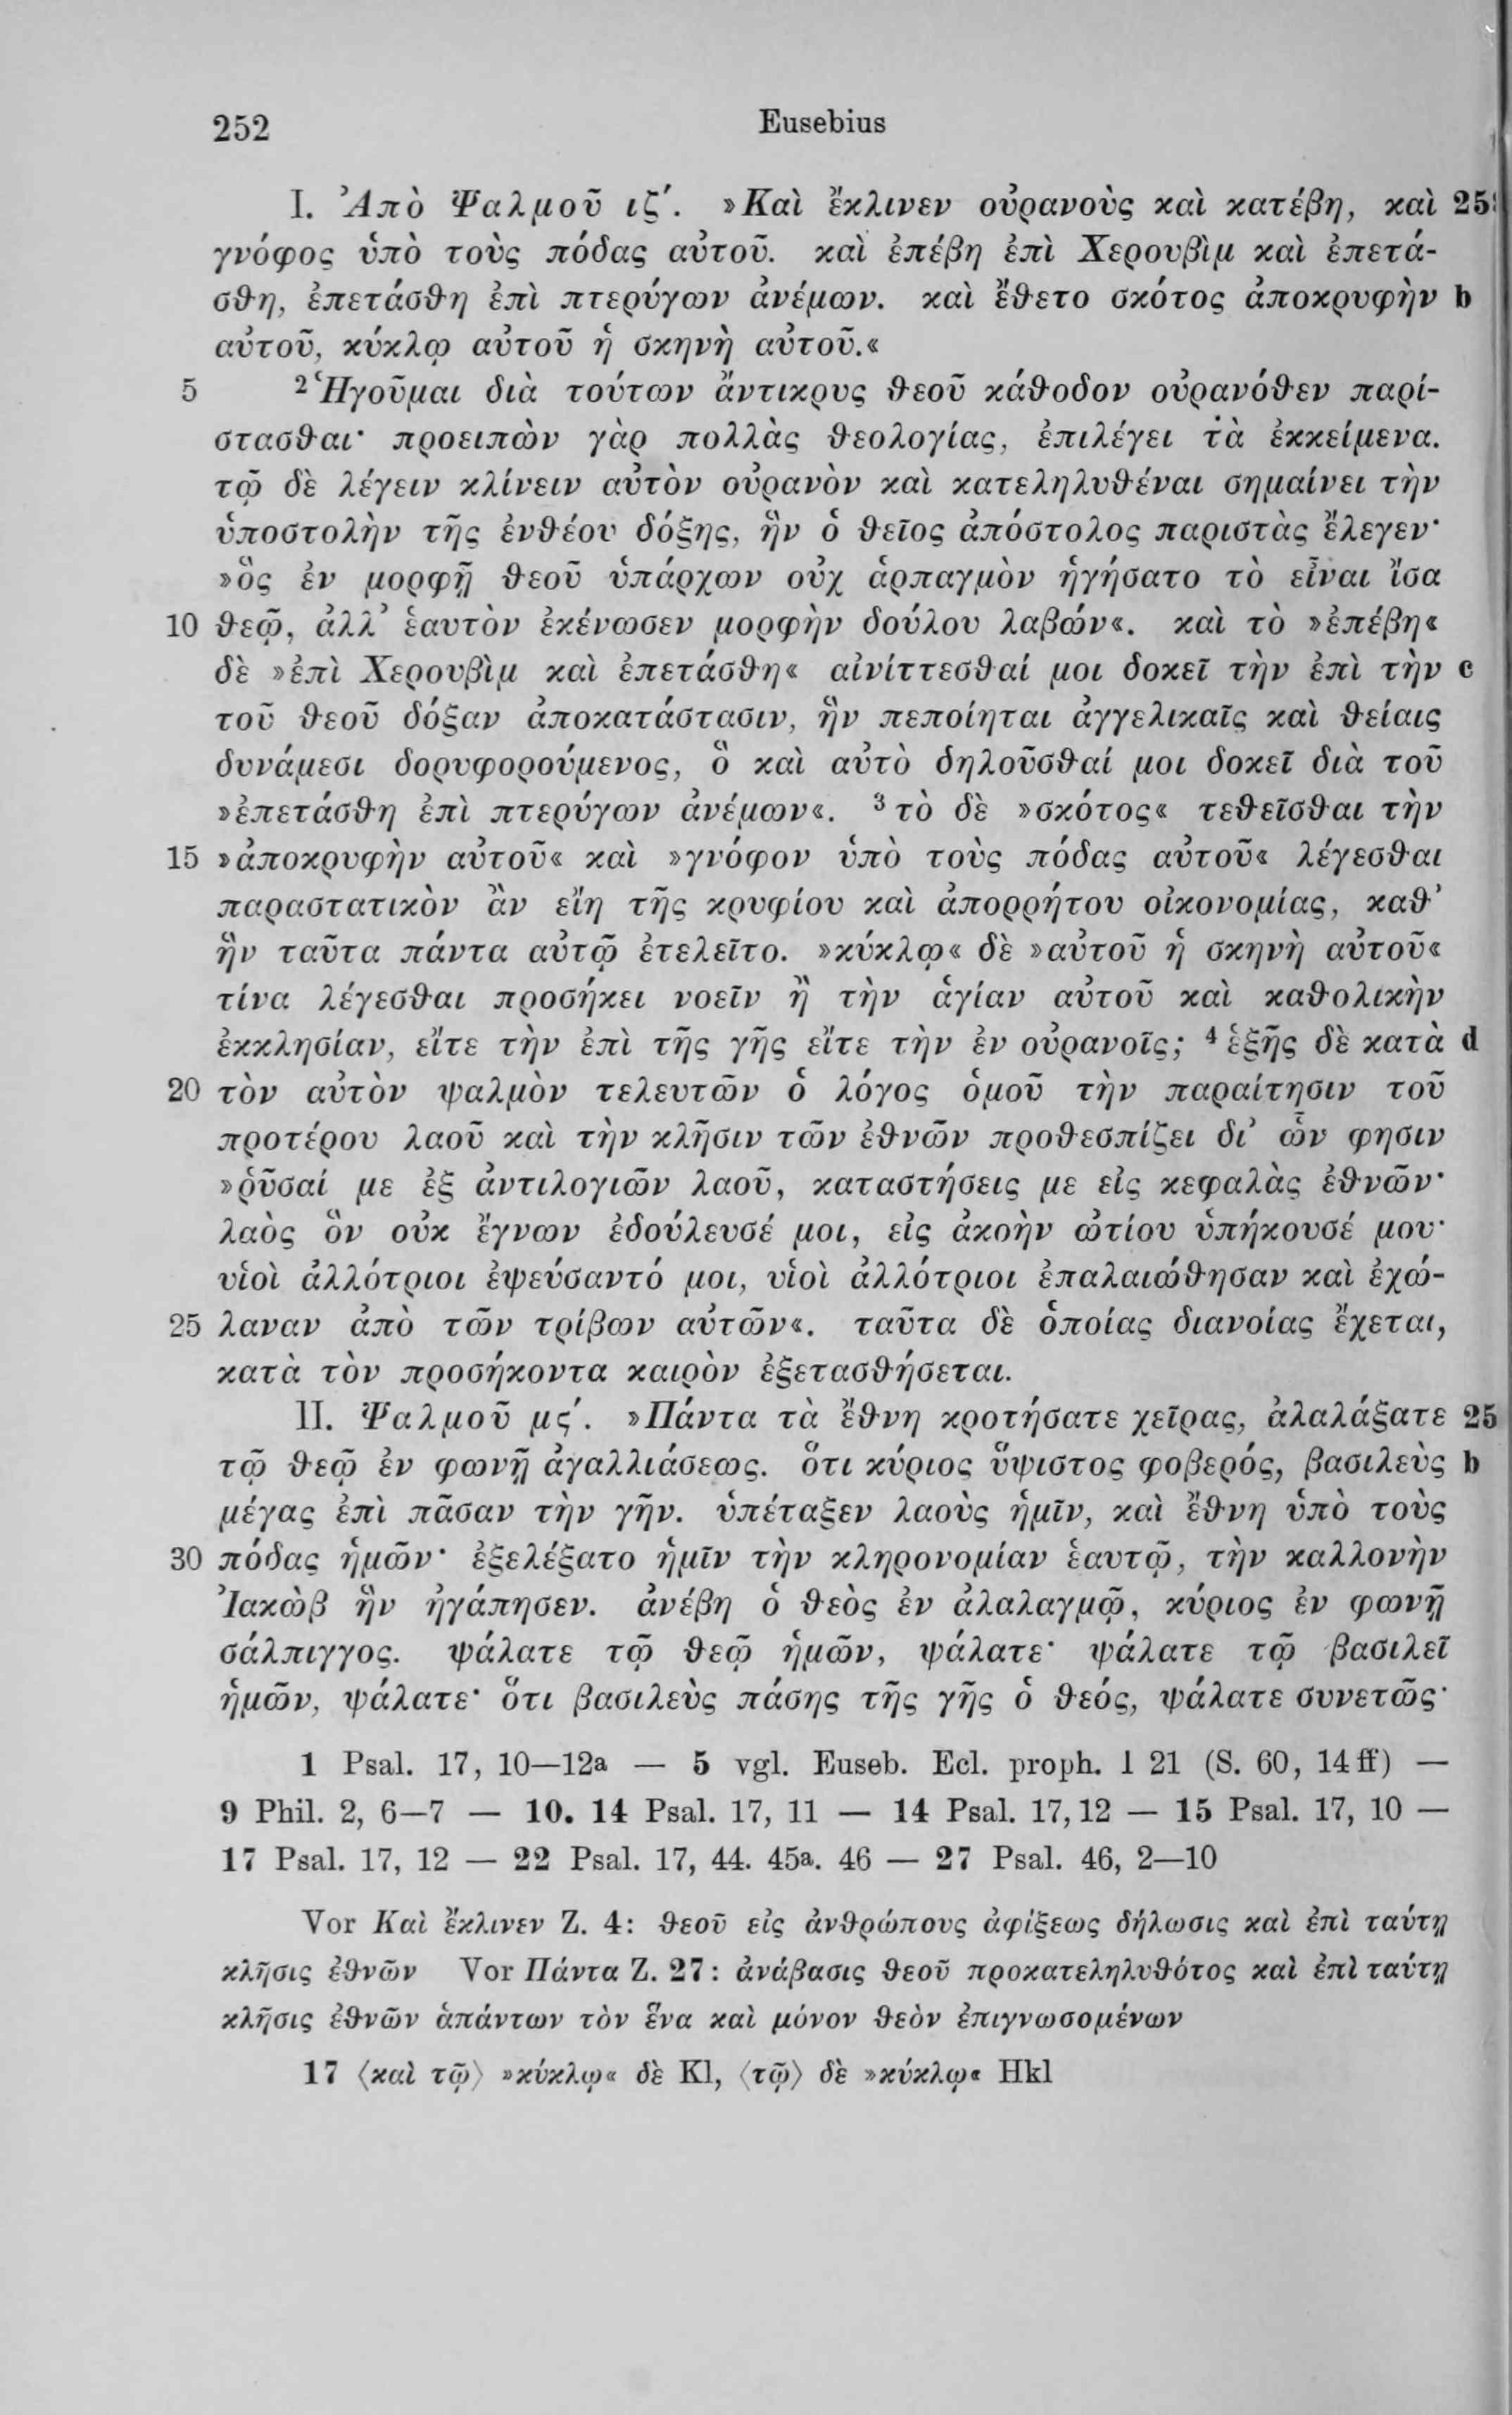 252 Eusebius
I. Ἀπὸ Ψαλμοῦ ιζ΄. »Καὶ ἔκλινεν οὐρανοὺς καὶ κατέβη, καὶ 25
γνόφος ὑπὸ τοὺς πόδας αὐτοῦ. καὶ ἐπέβη ἐπὶ Χερουβὶμ καὶ ἐπετά-
σθη, ἐπετάσθη ἐπὶ πτερύγων ἀνέμων. καὶ ἔθετο σκότος ἀποκρυφὴν b
αὐτοῦ, κύκλῳ αὐτοῦ ἡ σκηνὴ αὐτοῦ.«
5 ²Ἡγοῦμαι διὰ τούτων ἄντικρυς θεοῦ κάθοδον οὐρανόθεν παρί-
στασθαι· προειπὼν γὰρ πολλὰς θεολογίας, ἐπιλέγει τὰ ἐκκείμενα.
τῷ δὲ λέγειν κλίνειν αὐτὸν οὐρανὸν καὶ κατεληλυθέναι σημαίνει τὴν
ὑποστολὴν τῆς ἐνθέου δόξης, ἣν ὁ θεῖος ἀπόστολος παριστὰς ἔλεγεν·
»ὃς ἐν μορφῇ θεοῦ ὑπάρχων οὐχ ἁρπαγμὸν ἡγήσατο τὸ εἶναι ἴσα
10 θεῷ, ἀλλ’ ἑαυτὸν ἐκένωσεν μορφὴν δούλου λαβών«. καὶ τὸ »ἐπέβη«
δὲ »ἐπὶ Χερουβὶμ καὶ ἐπετάσθη« αἰνίττεσθαί μοι δοκεῖ τὴν ἐπὶ τὴν c
τοῦ θεοῦ δόξαν ἀποκατάστασιν, ἣν πεποίηται ἀγγελικαῖς καὶ θείαις
δυνάμεσι δορυφορούμενος, ὃ καὶ αὐτὸ δηλοῦσθαί μοι δοκεῖ διὰ τοῦ
»ἐπετάσθη ἐπὶ πτερύγων ἀνέμων«. ³τὸ δὲ »σκότος« τεθεῖσθαι τὴν
15 »ἀποκρυφὴν αὐτοῦ« καὶ »γνόφον ὑπὸ τοὺς πόδας αὐτοῦ« λέγεσθαι
παραστατικὸν ἂν εἴη τῆς κρυφίου καὶ ἀπορρήτου οἰκονομίας, καθ’
ἣν ταῦτα πάντα αὐτῷ ἐτελεῖτο. »κύκλῳ« δὲ »αὐτοῦ ἡ σκηνὴ αὐτοῦ«
τίνα λέγεσθαι προσήκει νοεῖν ἢ τὴν ἁγίαν αὐτοῦ καὶ καθολικὴν
ἐκκλησίαν, εἴτε τὴν ἐπὶ τῆς γῆς εἴτε τὴν ἐν οὐρανοῖς; ⁴ἑξῆς δὲ κατὰ d
20 τὸν αὐτὸν ψαλμὸν τελευτῶν ὁ λόγος ὁμοῦ τὴν παραίτησιν τοῦ
προτέρου λαοῦ καὶ τὴν κλῆσιν τῶν ἐθνῶν προθεσπίζει δι’ ὧν φησιν
»ῥῦσαί με ἐξ ἀντιλογιῶν λαοῦ, καταστήσεις με εἰς κεφαλὰς ἐθνῶν·
λαὸς ὃν οὐκ ἔγνων ἐδούλευσέ μοι, εἰς ἀκοὴν ὠτίου ὑπήκουσέ μου·
υἱοὶ ἀλλότριοι ἐψεύσαντό μοι, υἱοὶ ἀλλότριοι ἐπαλαιώθησαν καὶ ἐχώ-
25 λαναν ἀπὸ τῶν τρίβων αὐτῶν«. ταῦτα δὲ ὁποίας διανοίας ἔχεται,
κατὰ τὸν προσήκοντα καιρὸν ἐξετασθήσεται.
II. Ψαλμοῦ μς΄. »Πάντα τὰ ἔθνη κροτήσατε χεῖρας, ἀλαλάξατε 25
τῷ θεῷ ἐν φωνῇ ἀγαλλιάσεως. ὅτι κύριος ὕψιστος φοβερός, βασιλεὺς b
μέγας ἐπὶ πᾶσαν τὴν γῆν. ὑπέταξεν λαοὺς ἡμῖν, καὶ ἔθνη ὑπὸ τοὺς
30 πόδας ἡμῶν· ἐξελέξατο ἡμῖν τὴν κληρονομίαν ἑαυτῷ, τὴν καλλονὴν
Ἰακὼβ ἣν ἠγάπησεν. ἀνέβη ὁ θεὸς ἐν ἀλαλαγμῷ, κύριος ἐν φωνῇ
σάλπιγγος. ψάλατε τῷ θεῷ ἡμῶν, ψάλατε· ψάλατε τῷ βασιλεῖ
ἡμῶν, ψάλατε· ὅτι βασιλεὺς πάσης τῆς γῆς ὁ θεός, ψάλατε συνετῶς·
1 Psal. 17, 10—12a — 5 vgl. Euseb. Ecl. proph. I 21 (S. 60, 14ff) —
9 Phil. 2, 6—7 — 10. 14 Psal. 17, 11 — 14 Psal. 17, 12 — 15 Psal. 17, 10 —
17 Psal. 17, 12 — 22 Psal. 17, 44. 45a. 46 — 27 Psal. 46, 2—10
Vor Καὶ ἔκλινεν Z. 4: θεοῦ εἰς ἀνθρώπους ἀφίξεως δήλωσις καὶ ἐπὶ ταύτῃ
κλῆσις ἐθνῶν Vor Πάντα Z. 27: ἀνάβασις θεοῦ προκατεληλυθότος καὶ ἐπὶ ταύτῃ
κλῆσις ἐθνῶν ἁπάντων τὸν ἕνα καὶ μόνον θεὸν ἐπιγνωσομένων
17 ⟨καὶ τῷ⟩ »κύκλῳ« δὲ Kl, ⟨τῷ⟩ δὲ »κύκλῳ« Hkl